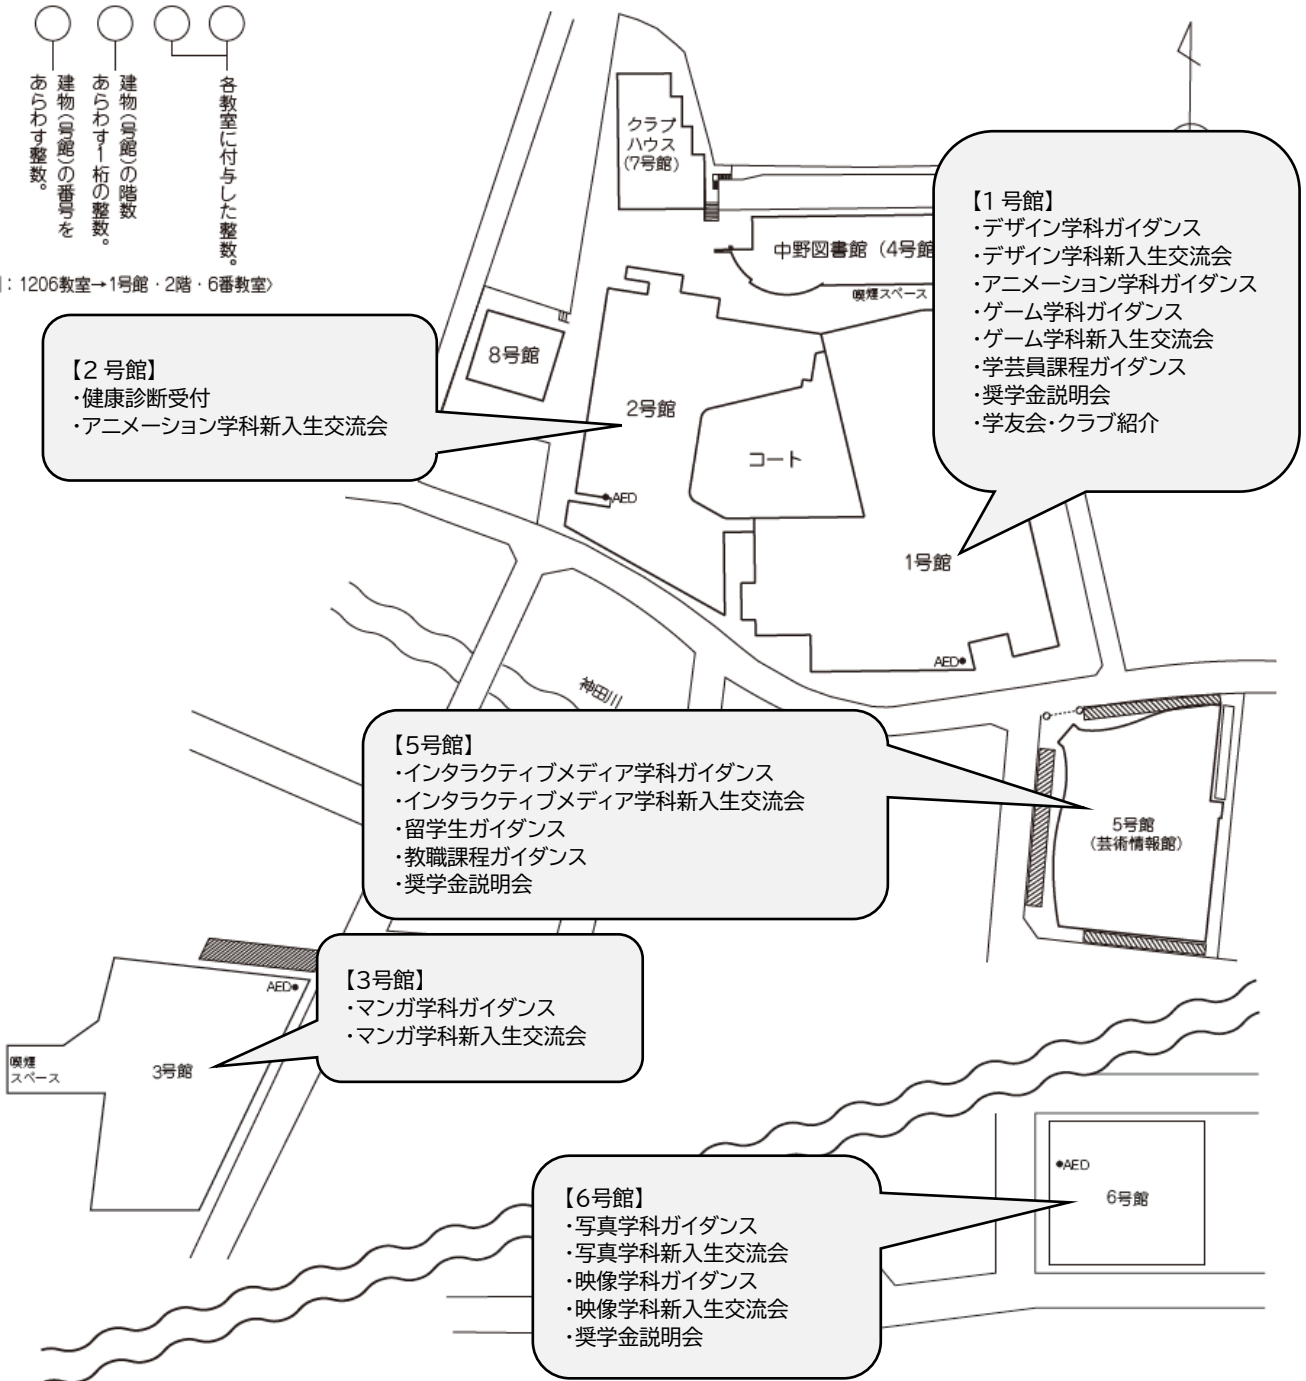 建物(号館)の番号を
あらわす整数。
建物(号館)の階数
あらわす1桁の整数。
各教室に付与した整数。
：1206教室→1号館・2階・6番教室〉
クラブ
ハウス
(7号館)
中野図書館（4号館
喫煙スペース
【1号館】
・デザイン学科ガイダンス
・デザイン学科新入生交流会
・アニメーション学科ガイダンス
・ゲーム学科ガイダンス
・ゲーム学科新入生交流会
・学芸員課程ガイダンス
・奨学金説明会
・学友会・クラブ紹介
【2号館】
・健康診断受付
・アニメーション学科新入生交流会
8号館
2号館
コート
AED
1号館
AED
神田川
【5号館】
・インタラクティブメディア学科ガイダンス
・インタラクティブメディア学科新入生交流会
・留学生ガイダンス
・教職課程ガイダンス
・奨学金説明会
5号館
（芸術情報館）
【3号館】
・マンガ学科ガイダンス
・マンガ学科新入生交流会
AED
喫煙
スペース
3号館
【6号館】
・写真学科ガイダンス
・写真学科新入生交流会
・映像学科ガイダンス
・映像学科新入生交流会
・奨学金説明会
AED
6号館